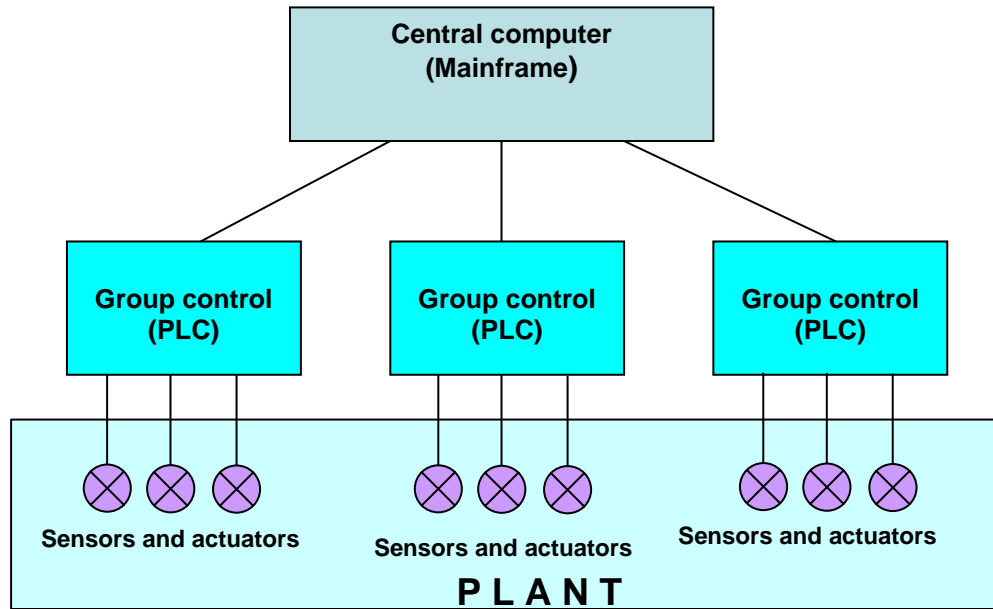 Central computer
(Mainframe)
Group control
(PLC)
Group control
(PLC)
Group control
(PLC)
Sensors and actuators
Sensors and actuators
Sensors and actuators
P L A N T